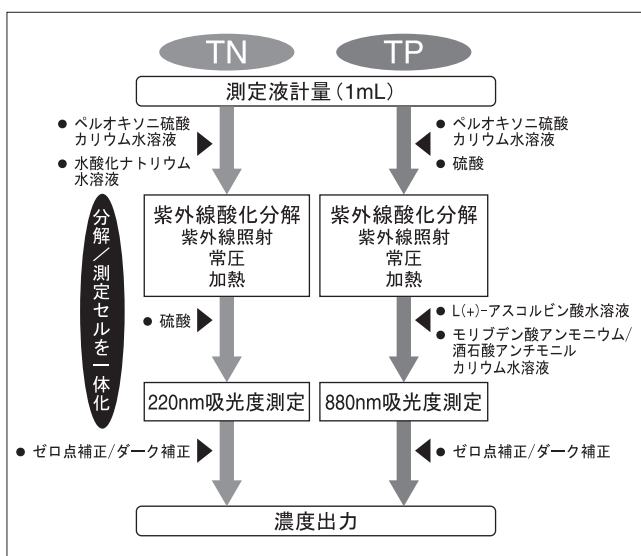 TN
TP
測定液計量(1mL)
● ペルオキソニ硫酸
カリウム水溶液
● 水酸化ナトリウム
水溶液
● ペルオキソニ硫酸
カリウム水溶液
● 硫酸
分解／測定セルを一体化
紫外線酸化分解
紫外線照射
常圧
加熱
紫外線酸化分解
紫外線照射
常圧
加熱
● 硫酸
● L(+)-アスコルビン酸水溶液
● モリブデン酸アンモニウム/
酒石酸アンチモニル
カリウム水溶液
220nm吸光度測定
880nm吸光度測定
● ゼロ点補正/ダーク補正
● ゼロ点補正/ダーク補正
濃度出力